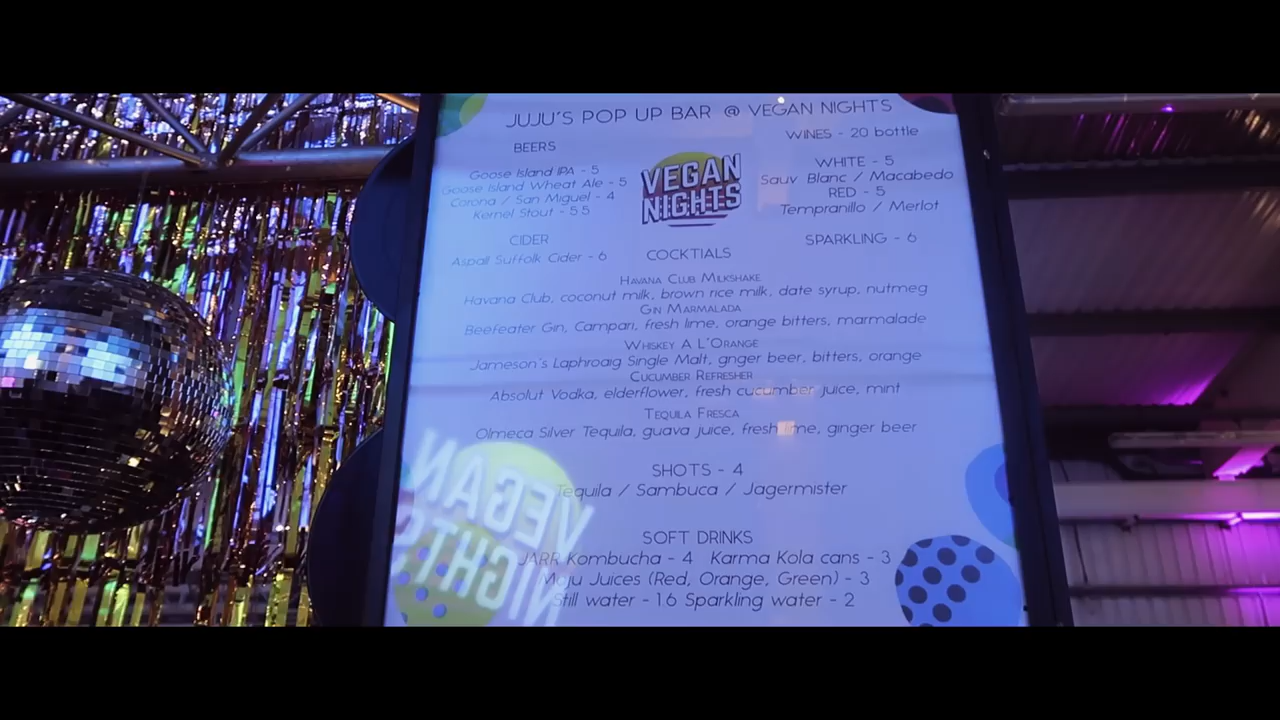 JUJU'S POP UP BAR @ VEGAN NIGHTS
BEERS
Goose Island IPA - 5
Goose Island Wheat Ale - 5
Corona / San Miguel - 4
Kernel Stout - 5.5
CIDER
Aspall Suffolk Cider - 6
VEGAN
NIGHTS
WINES - 20 bottle
WHITE - 5
Sauv Blanc / Macabedo
RED - 5
Tempranillo / Merlot
SPARKLING - 6
COCKTIALS
HAVANA CLUB MILKSHAKE
Havana Club, coconut milk, brown rice milk, date syrup, nutmeg
GIN MARMALADA
Beefeater Gin, Campari, fresh lime, orange bitters, marmalade
WHISKEY A L'ORANGE
Jameson's Laphroaig Single Malt, gnger beer, bitters, orange
CUCUMBER REFRESHER
Absolut Vodka, elderflower, fresh cucumber juice, mint
TEQUILA FRESCA
Olmeca Silver Tequila, guava juice, fresh lime, ginger beer
SHOTS - 4
Tequila / Sambuca / Jagermister
SOFT DRINKS
JARR Kombucha - 4 Karma Kola cans - 3
Moju Juices (Red, Orange, Green) - 3
Still water - 1.6 Sparkling water - 2
VEGAN
NIGHTS